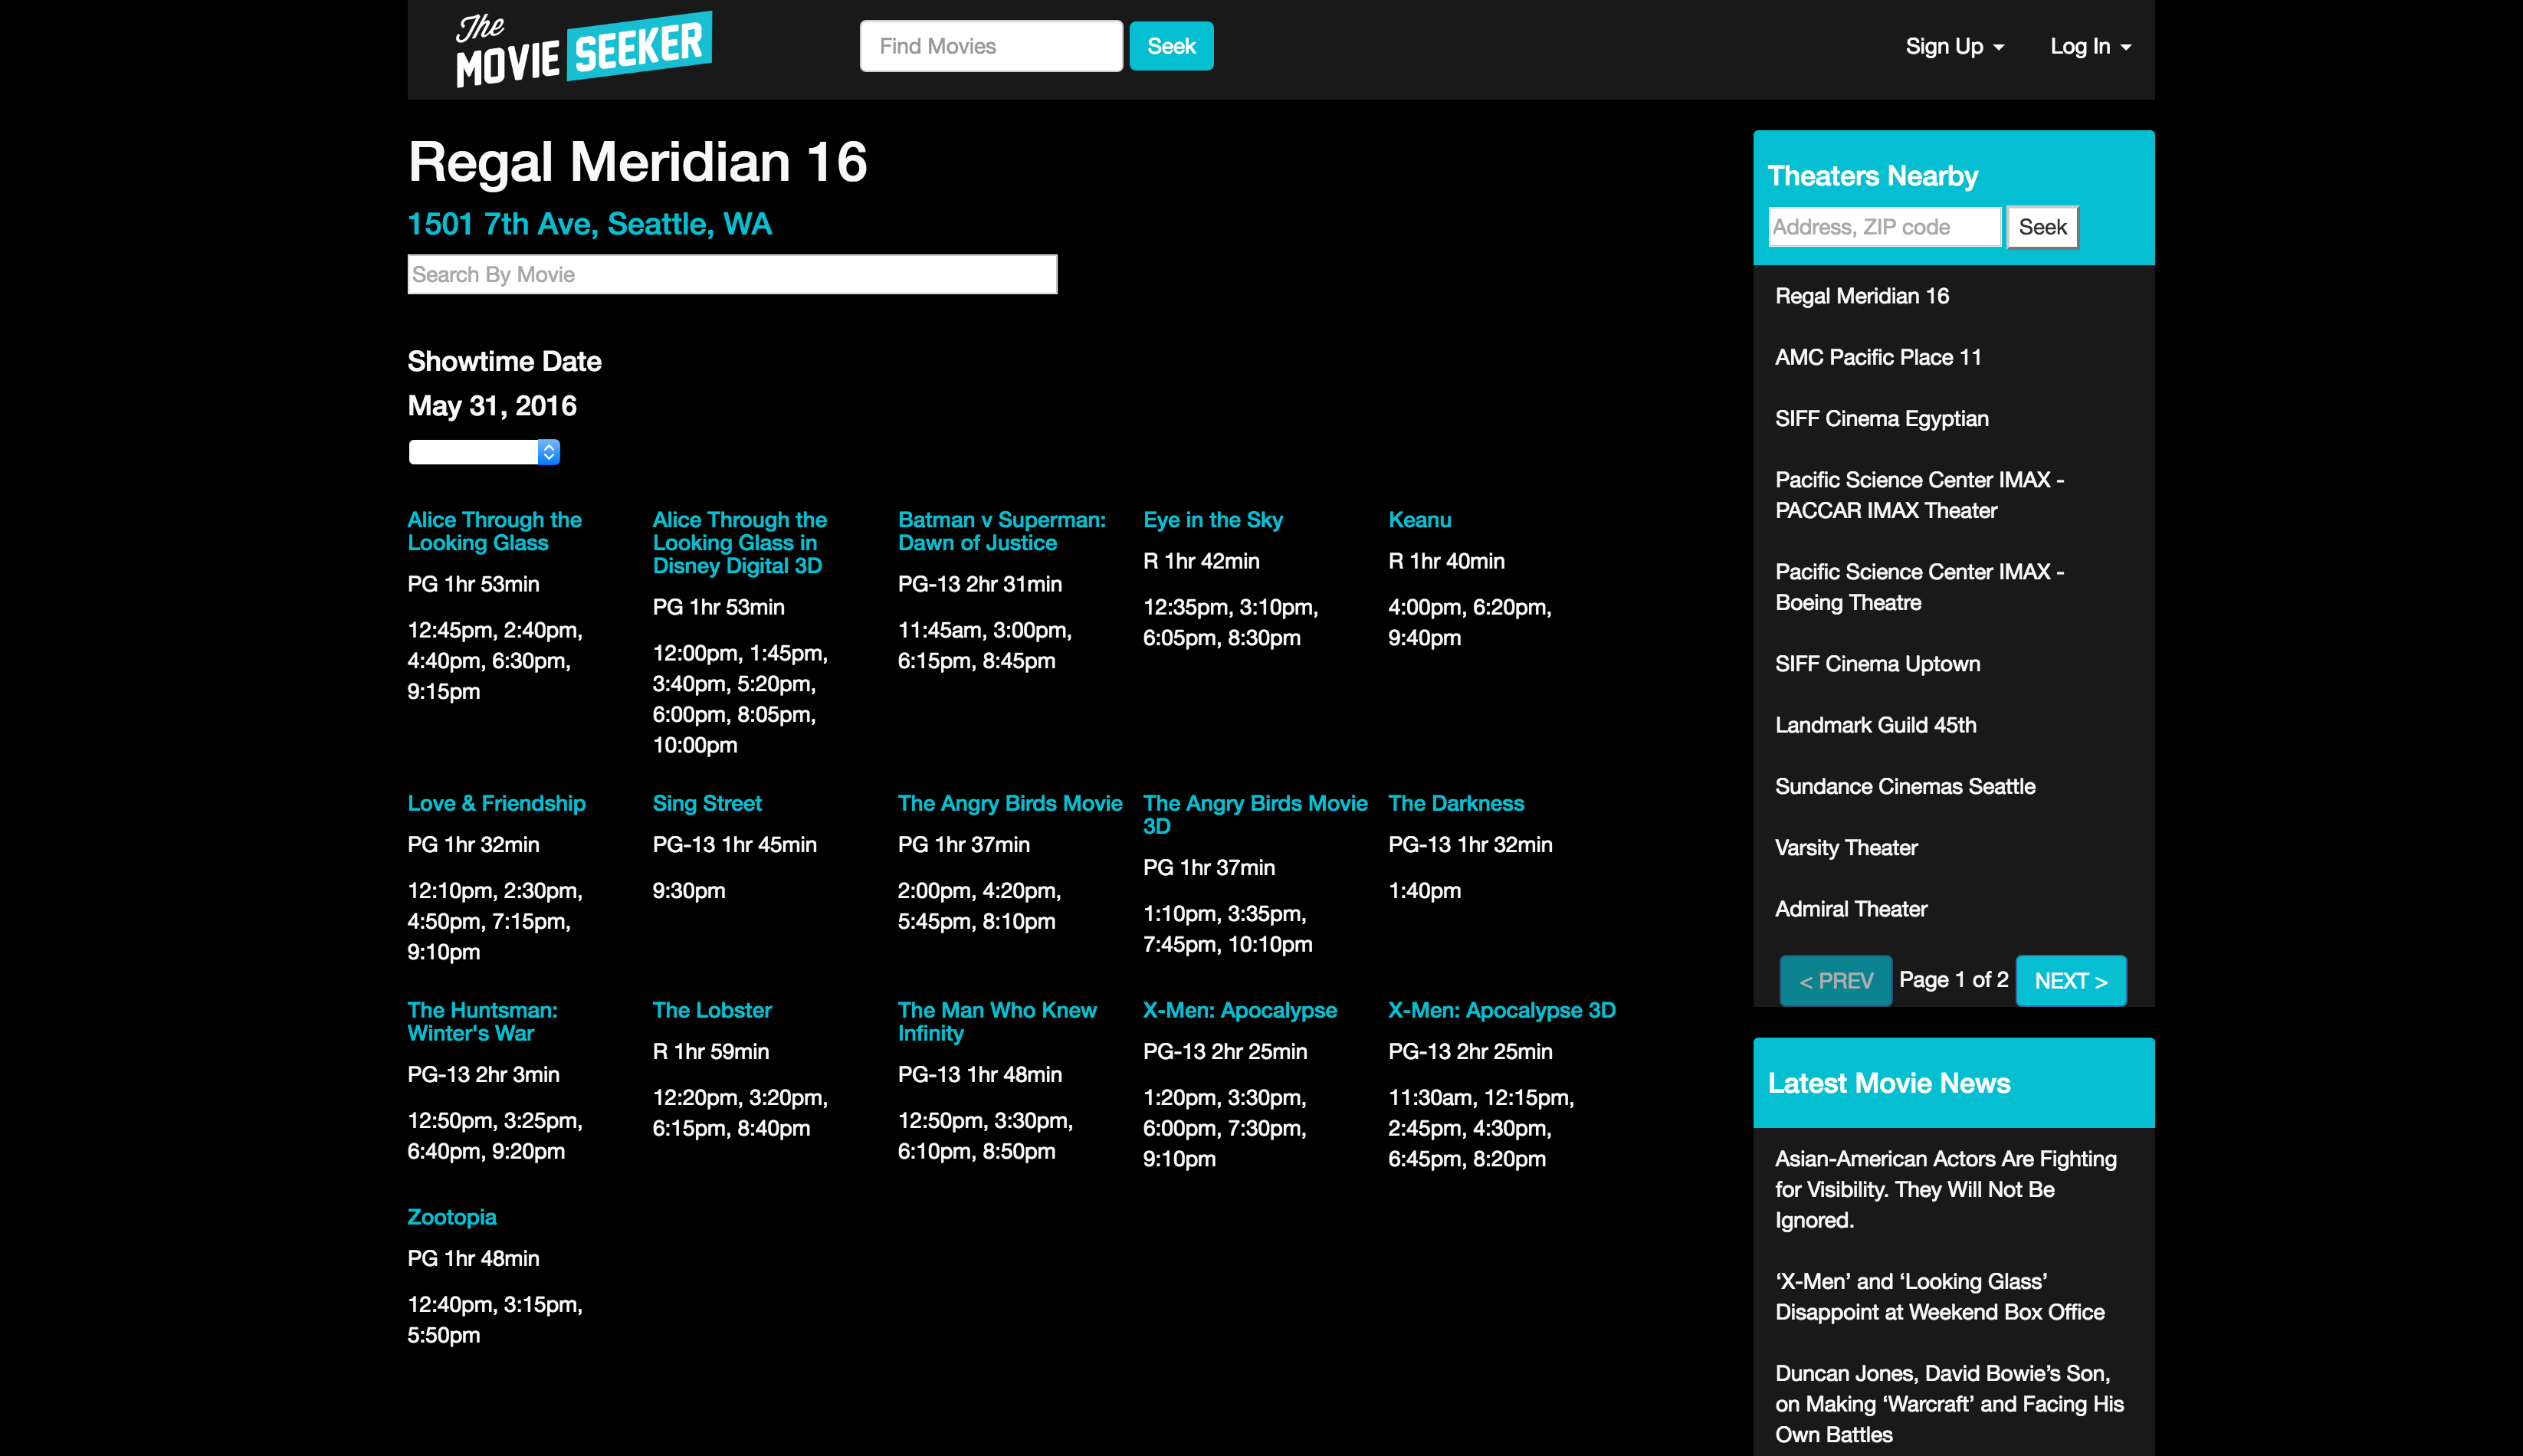 The
MOVIE SEEKER
Find Movies
Seek
Sign Up
Log In
Regal Meridian 16
1501 7th Ave, Seattle, WA
Search By Movie
Showtime Date
May 31, 2016
Alice Through the
Looking Glass
PG 1hr 53min
12:45pm, 2:40pm,
4:40pm, 6:30pm,
9:15pm
Alice Through the
Looking Glass in
Disney Digital 3D
PG 1hr 53min
12:00pm, 1:45pm,
3:40pm, 5:20pm,
6:00pm, 8:05pm,
10:00pm
Batman v Superman:
Dawn of Justice
PG-13 2hr 31min
11:45am, 3:00pm,
6:15pm, 8:45pm
Eye in the Sky
R 1hr 42min
12:35pm, 3:10pm,
6:05pm, 8:30pm
Keanu
R 1hr 40min
4:00pm, 6:20pm,
9:40pm
Love & Friendship
PG 1hr 32min
12:10pm, 2:30pm,
4:50pm, 7:15pm,
9:10pm
Sing Street
PG-13 1hr 45min
9:30pm
The Angry Birds Movie
PG 1hr 37min
2:00pm, 4:20pm,
5:45pm, 8:10pm
The Angry Birds Movie
3D
PG 1hr 37min
1:10pm, 3:35pm,
7:45pm, 10:10pm
The Darkness
PG-13 1hr 32min
1:40pm
The Huntsman:
Winter's War
PG-13 2hr 3min
12:50pm, 3:25pm,
6:40pm, 9:20pm
The Lobster
R 1hr 59min
12:20pm, 3:20pm,
6:15pm, 8:40pm
The Man Who Knew
Infinity
PG-13 1hr 48min
12:50pm, 3:30pm,
6:10pm, 8:50pm
X-Men: Apocalypse
PG-13 2hr 25min
1:20pm, 3:30pm,
6:00pm, 7:30pm,
9:10pm
X-Men: Apocalypse 3D
PG-13 2hr 25min
11:30am, 12:15pm,
2:45pm, 4:30pm,
6:45pm, 8:20pm
Zootopia
PG 1hr 48min
12:40pm, 3:15pm,
5:50pm
Theaters Nearby
Address, ZIP code
Seek
Regal Meridian 16
AMC Pacific Place 11
SIFF Cinema Egyptian
Pacific Science Center IMAX -
PACCAR IMAX Theater
Pacific Science Center IMAX -
Boeing Theatre
SIFF Cinema Uptown
Landmark Guild 45th
Sundance Cinemas Seattle
Varsity Theater
Admiral Theater
< PREV Page 1 of 2 NEXT >
Latest Movie News
Asian-American Actors Are Fighting
for Visibility. They Will Not Be
Ignored.
‘X-Men’ and ‘Looking Glass’
Disappoint at Weekend Box Office
Duncan Jones, David Bowie’s Son,
on Making ‘Warcraft’ and Facing His
Own Battles